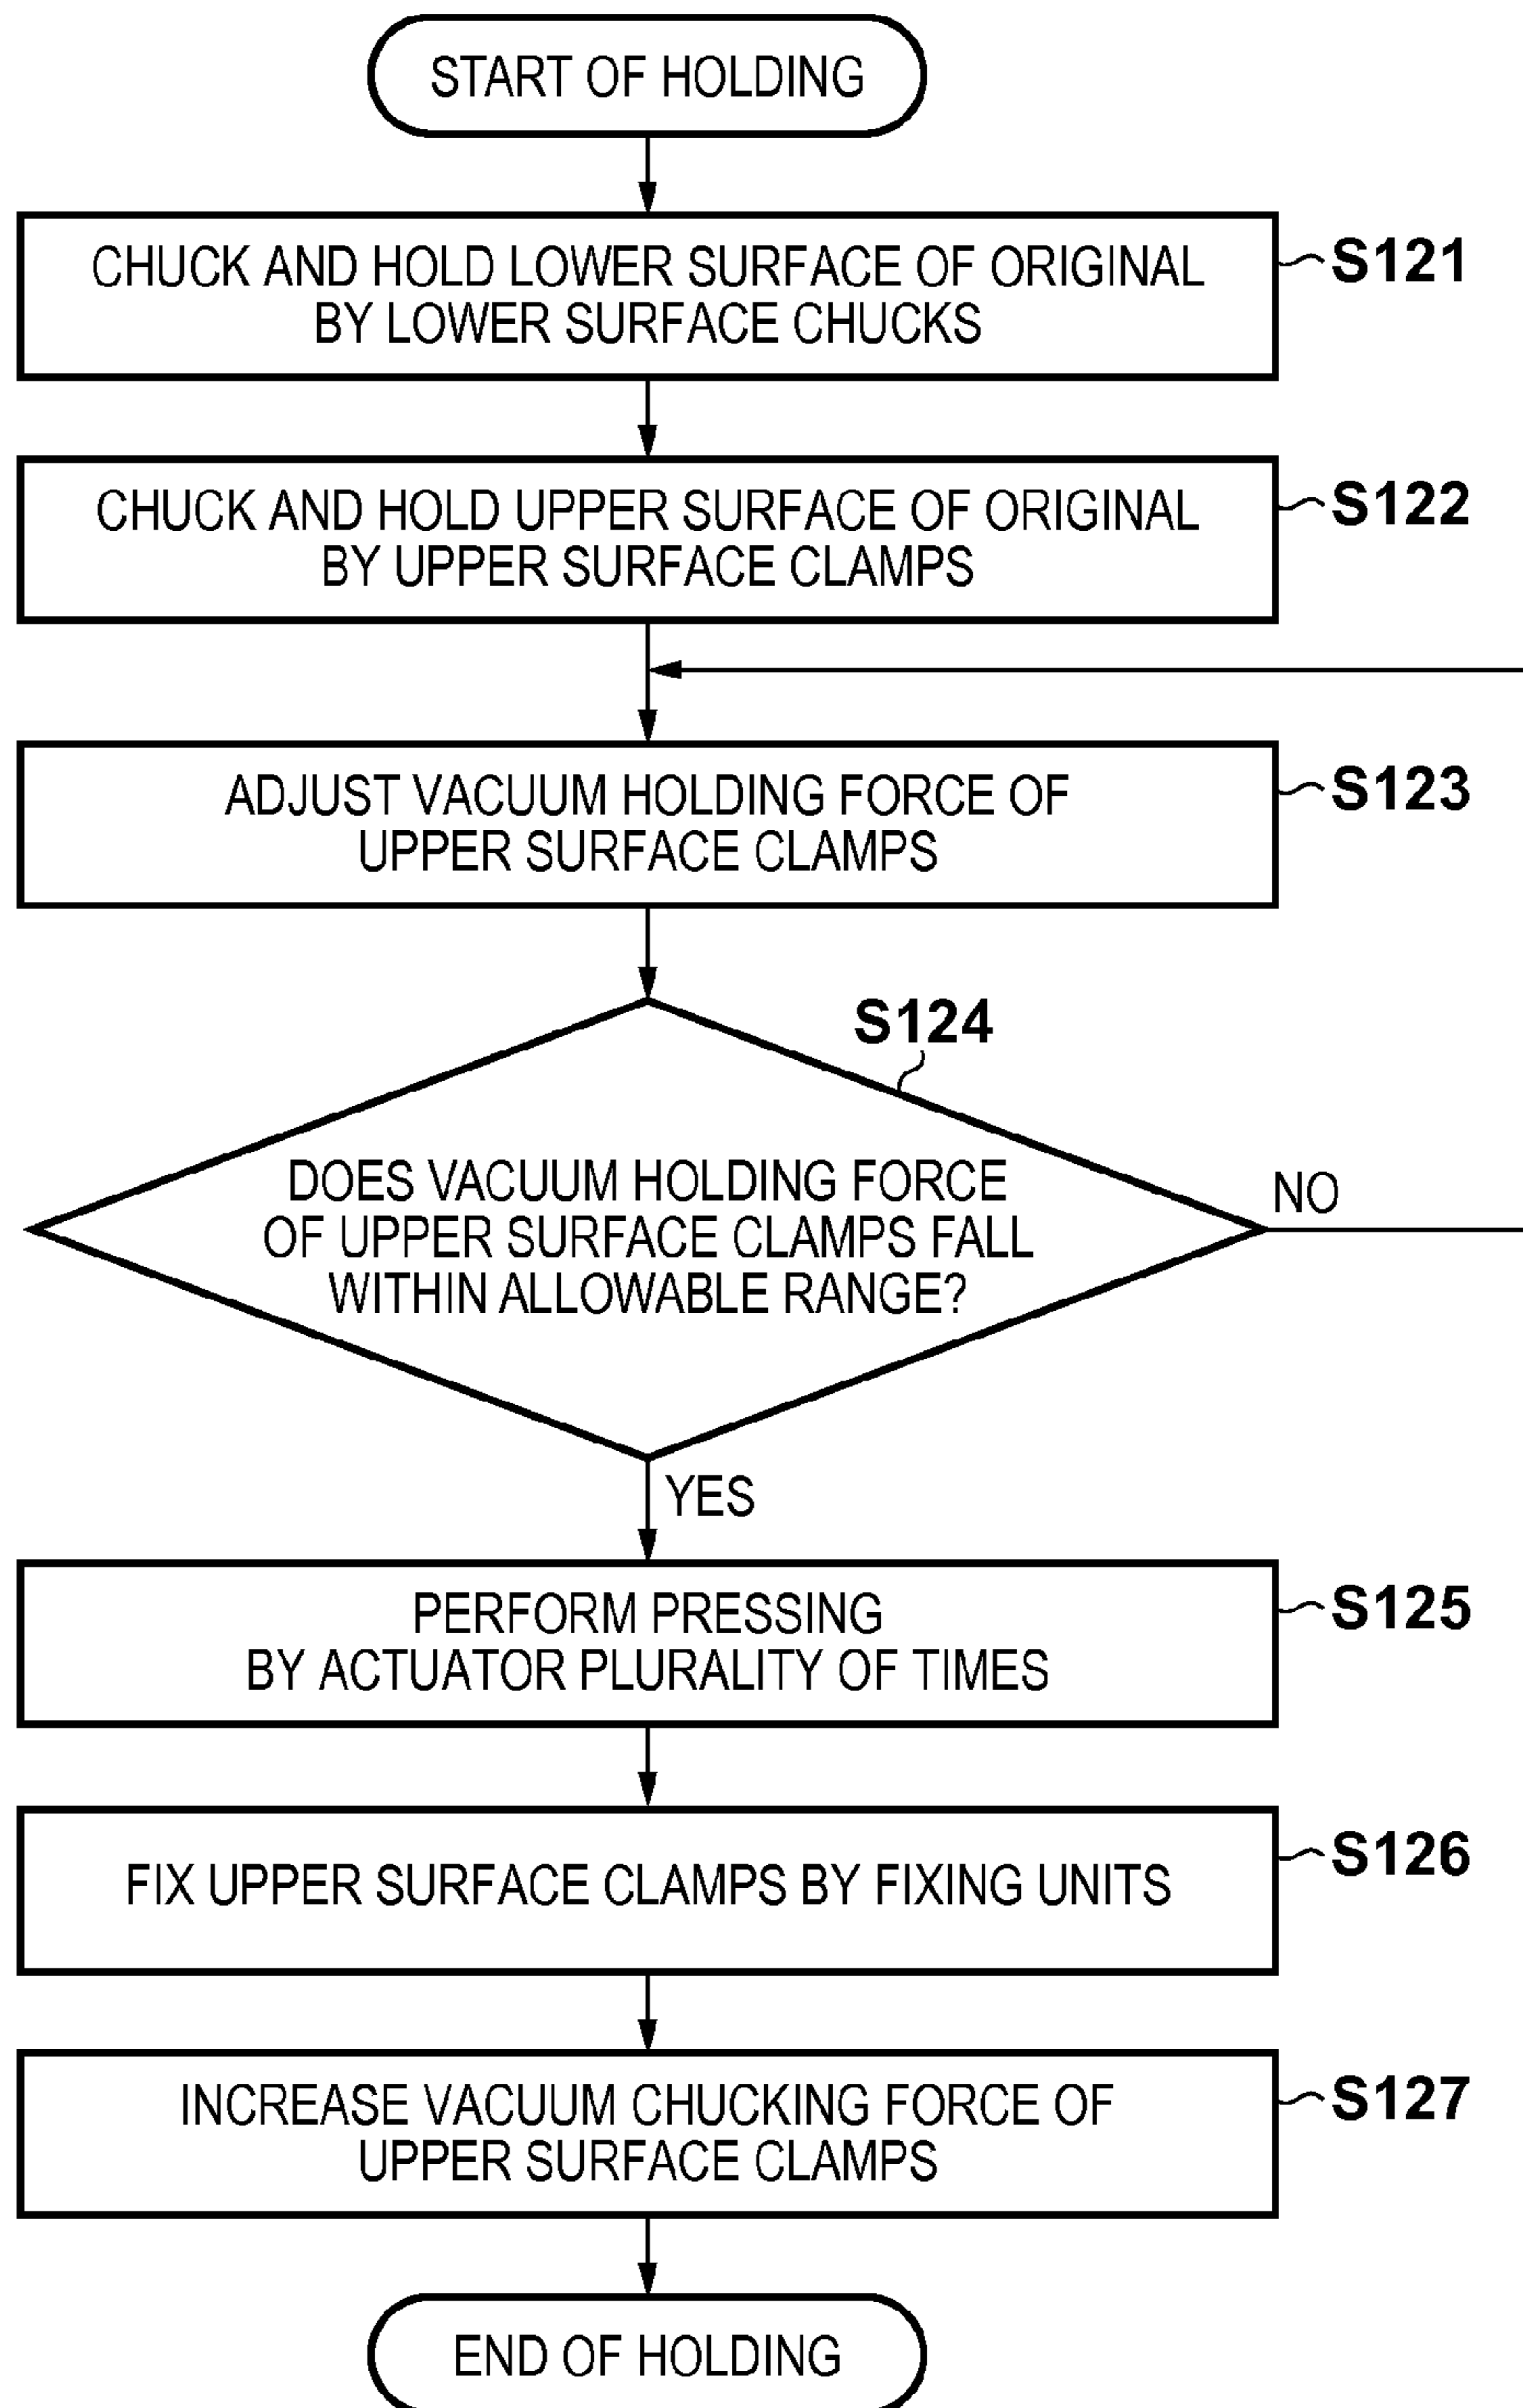 START OF HOLDING
CHUCK AND HOLD LOWER SURFACE OF ORIGINAL
BY LOWER SURFACE CHUCKS
S121
CHUCK AND HOLD UPPER SURFACE OF ORIGINAL
BY UPPER SURFACE CLAMPS
S122
ADJUST VACUUM HOLDING FORCE OF
UPPER SURFACE CLAMPS
S123
S124
DOES VACUUM HOLDING FORCE
OF UPPER SURFACE CLAMPS FALL
WITHIN ALLOWABLE RANGE?
NO
YES
PERFORM PRESSING
BY ACTUATOR PLURALITY OF TIMES
S125
FIX UPPER SURFACE CLAMPS BY FIXING UNITS
S126
INCREASE VACUUM CHUCKING FORCE OF
UPPER SURFACE CLAMPS
S127
END OF HOLDING